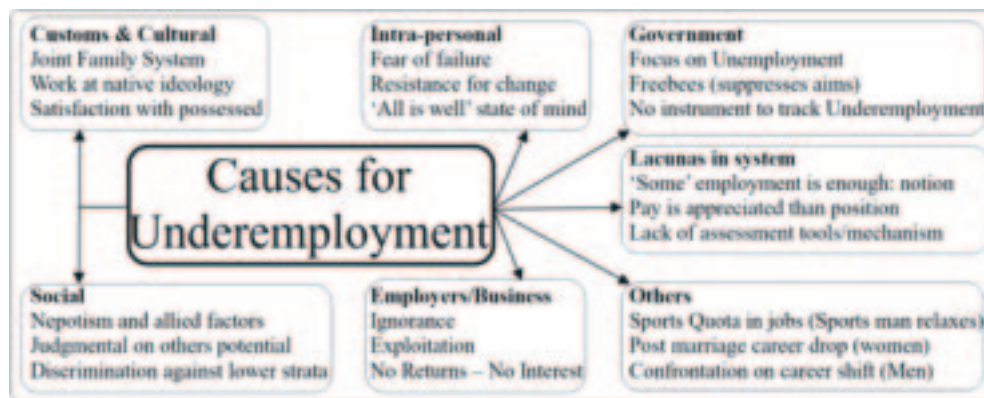 Customs & Cultural
Joint Family System
Work at native ideology
Satisfaction with possessed
Intra-personal
Fear of failure
Resistance for change
‘All is well’ state of mind
Government
Focus on Unemployment
Freebees (suppresses aims)
No instrument to track Underemployment
Causes for
Underemployment
Lacunas in system
‘Some’ employment is enough: notion
Pay is appreciated than position
Lack of assessment tools/mechanism
Social
Nepotism and allied factors
Judgmental on others potential
Discrimination against lower strata
Employers/Business
Ignorance
Exploitation
No Returns – No Interest
Others
Sports Quota in jobs (Sports man relaxes)
Post marriage career drop (women)
Confrontation on career shift (Men)